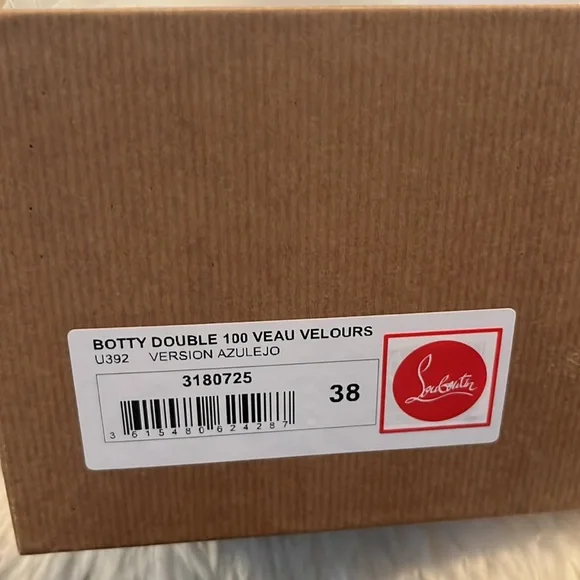 BOTTY DOUBLE 100 VEAU VELOURS
U392 VERSION AZULEJO
3180725
38
3615480624287
Louboutin